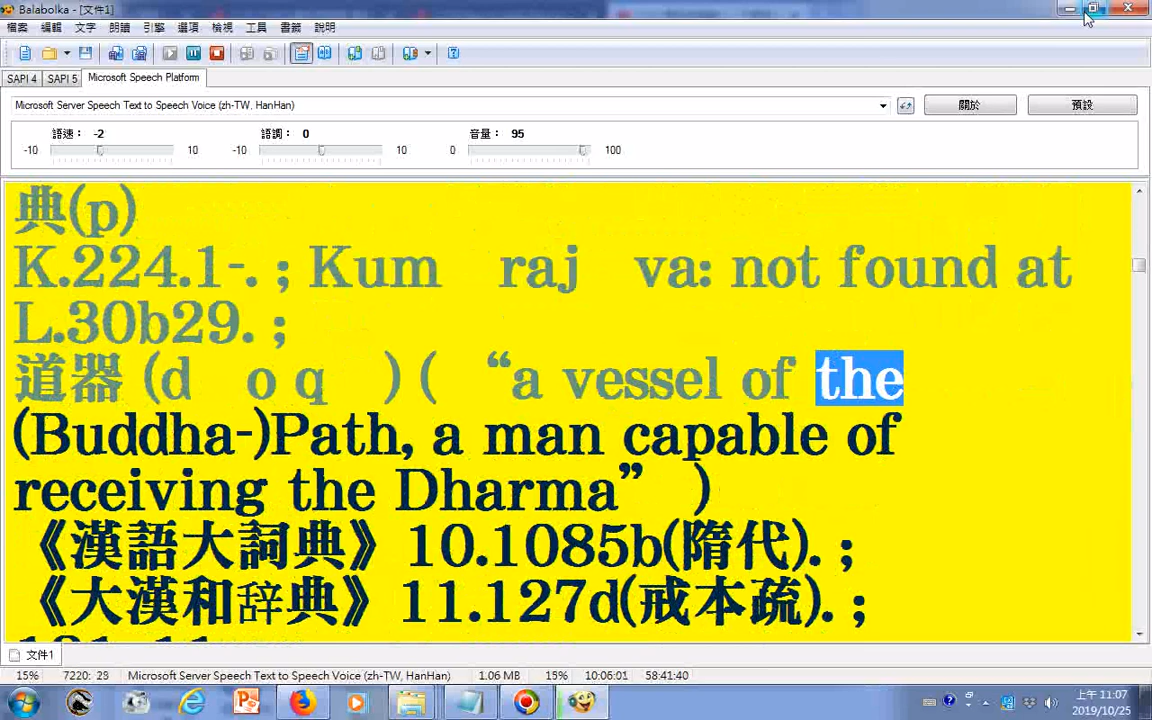 Balabolka - [文件1]
檔案 編輯 文字 朗讀 引擎 選項 檢視 工具 書籤 說明
SAPI 4 SAPI 5 Microsoft Speech Platform
Microsoft Server Speech Text to Speech Voice (zh-TW, HanHan) 關於 預設
語速： -2 語調： 0 音量： 95
-10 10 -10 10 0 100
典(p)
K.224.1-. ; Kum raj va: not found at
L.30b29. ;
道器 (d o q ) ( “a vessel of the
(Buddha-)Path, a man capable of
receiving the Dharma” )
《漢語大詞典》10.1085b(隋代). ;
《大漢和辞典》11.127d(戒本疏). ;
文件1
15% 7220: 23 Microsoft Server Speech Text to Speech Voice (zh-TW, HanHan) 1.06 MB 15% 10:06:01 58:41:40
上午 11:07
2019/10/25